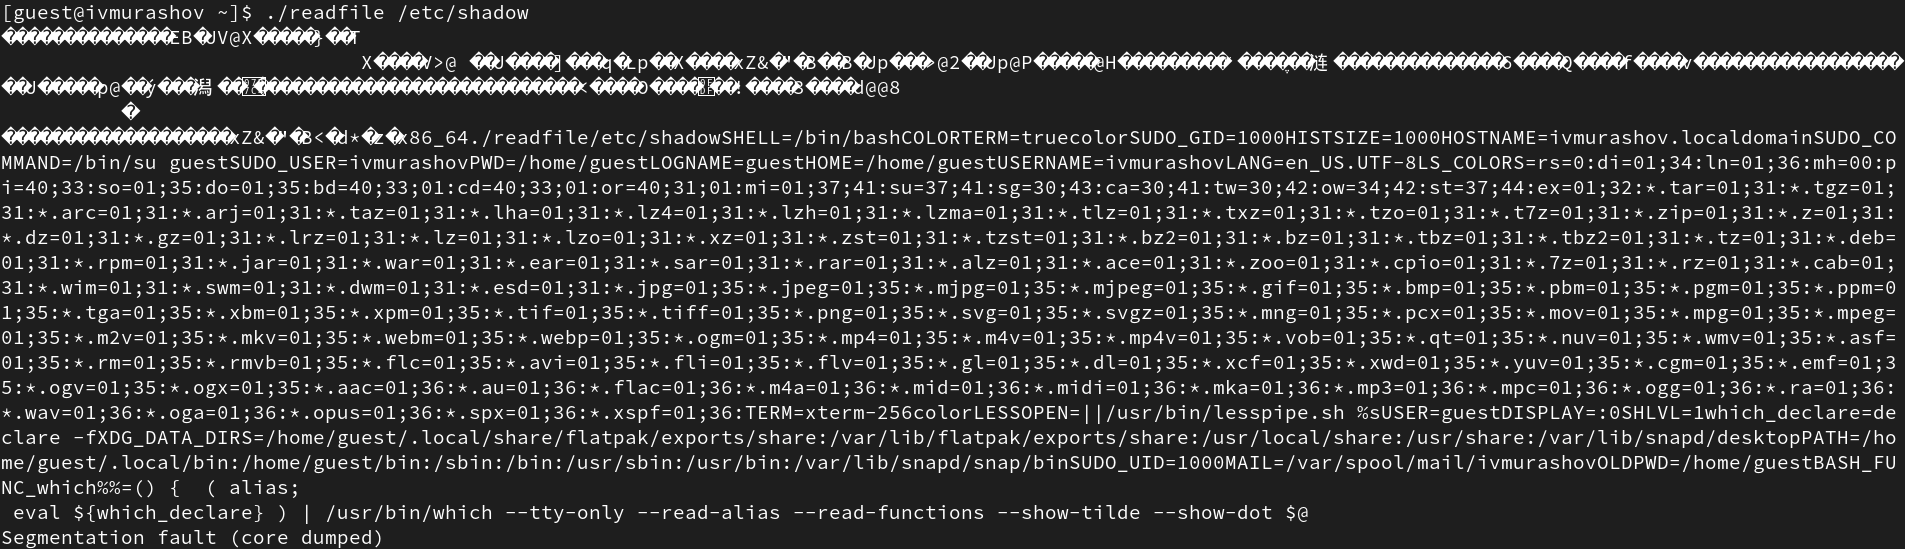 [guest@ivmurashov ~]$ ./readfile /etc/shadow
����������������EB�JV@X�����}���T
X�����V>@ ���J�����] ����q�Lp���X�����xZ&�'�B���B�Jp����>@2���Jp@P������@H
x86_64./readfile/etc/shadowSHELL=/bin/bashCOLORTERM=truecolorSUDO_GID=1000HISTSIZE=1000HOSTNAME=ivmurashov.localdomainSUDO_CO
MMAND=/bin/su guestSUDO_USER=ivmurashovPWD=/home/guestLOGNAME=guestHOME=/home/guestUSERNAME=ivmurashovLANG=en_US.UTF-8LS_COLORS=rs=0:di=01;34:ln=01;36:mh=00:p
i=40;33:so=01;35:do=01;35:bd=40;33;01:cd=40;33;01:or=40;31;01:mi=01;37;41:su=37;41:sg=30;43:ca=30;41:tw=30;42:ow=34;42:st=37;44:ex=01;32:*.tar=01;31:*.tgz=01;
31:*.arc=01;31:*.arj=01;31:*.taz=01;31:*.lha=01;31:*.lz4=01;31:*.lzh=01;31:*.lzma=01;31:*.tlz=01;31:*.txz=01;31:*.tzo=01;31:*.t7z=01;31:*.zip=01;31:*.z=01;31:
*.dz=01;31:*.gz=01;31:*.lrz=01;31:*.lz=01;31:*.lzo=01;31:*.xz=01;31:*.zst=01;31:*.tzst=01;31:*.bz2=01;31:*.bz=01;31:*.tbz=01;31:*.tbz2=01;31:*.tz=01;31:*.deb=
01;31:*.rpm=01;31:*.jar=01;31:*.war=01;31:*.ear=01;31:*.sar=01;31:*.rar=01;31:*.alz=01;31:*.ace=01;31:*.zoo=01;31:*.cpio=01;31:*.7z=01;31:*.rz=01;31:*.cab=01;
31:*.wim=01;31:*.swm=01;31:*.dwm=01;31:*.esd=01;31:*.jpg=01;35:*.jpeg=01;35:*.mjpg=01;35:*.mjpeg=01;35:*.gif=01;35:*.bmp=01;35:*.pbm=01;35:*.pgm=01;35:*.ppm=0
1;35:*.tga=01;35:*.xbm=01;35:*.xpm=01;35:*.tif=01;35:*.tiff=01;35:*.png=01;35:*.svg=01;35:*.svgz=01;35:*.mng=01;35:*.pcx=01;35:*.mov=01;35:*.mpg=01;35:*.mpeg=
01;35:*.m2v=01;35:*.mkv=01;35:*.webm=01;35:*.webp=01;35:*.ogm=01;35:*.mp4=01;35:*.m4v=01;35:*.mp4v=01;35:*.vob=01;35:*.qt=01;35:*.nuv=01;35:*.wmv=01;35:*.asf=
01;35:*.rm=01;35:*.rmvb=01;35:*.flc=01;35:*.avi=01;35:*.fli=01;35:*.flv=01;35:*.gl=01;35:*.dl=01;35:*.xcf=01;35:*.xwd=01;35:*.yuv=01;35:*.cgm=01;35:*.emf=01;3
5:*.ogv=01;35:*.ogx=01;35:*.aac=01;36:*.au=01;36:*.flac=01;36:*.m4a=01;36:*.mid=01;36:*.midi=01;36:*.mka=01;36:*.mp3=01;36:*.mpc=01;36:*.ogg=01;36:*.ra=01;36:
*.wav=01;36:*.oga=01;36:*.opus=01;36:*.spx=01;36:*.xspf=01;36:TERM=xterm-256colorLESSOPEN=||/usr/bin/lesspipe.sh %sUSER=guestDISPLAY=:0SHLVL=1which_declare=de
clare -fXDG_DATA_DIRS=/home/guest/.local/share/flatpak/exports/share:/var/lib/flatpak/exports/share:/usr/local/share:/usr/share:/var/lib/snapd/desktopPATH=/ho
me/guest/.local/bin:/home/guest/bin:/sbin:/bin:/usr/sbin:/usr/bin:/var/lib/snapd/snap/binSUDO_UID=1000MAIL=/var/spool/mail/ivmurashovOLDPWD=/home/guestBASH_FU
NC_which%%=() {  ( alias;
 eval ${which_declare} ) | /usr/bin/which --tty-only --read-alias --read-functions --show-tilde --show-dot $@
Segmentation fault (core dumped)